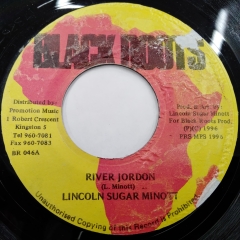 BLACK ROOTS
Distributed by
Promotion Music
1 Robert Crescent
Kingston 5
Tel 960-7081
Fax 960-7083
BR 046A
Prod. & Arr. by
Lincoln Sugar Minott
For Black Roots Prod.
(P)(C) 1996
PRS MPS 1996
RIVER JORDON
(L. Minott)
LINCOLN SUGAR MINOTT
Unauthorised Copying of this Record is Prohibited